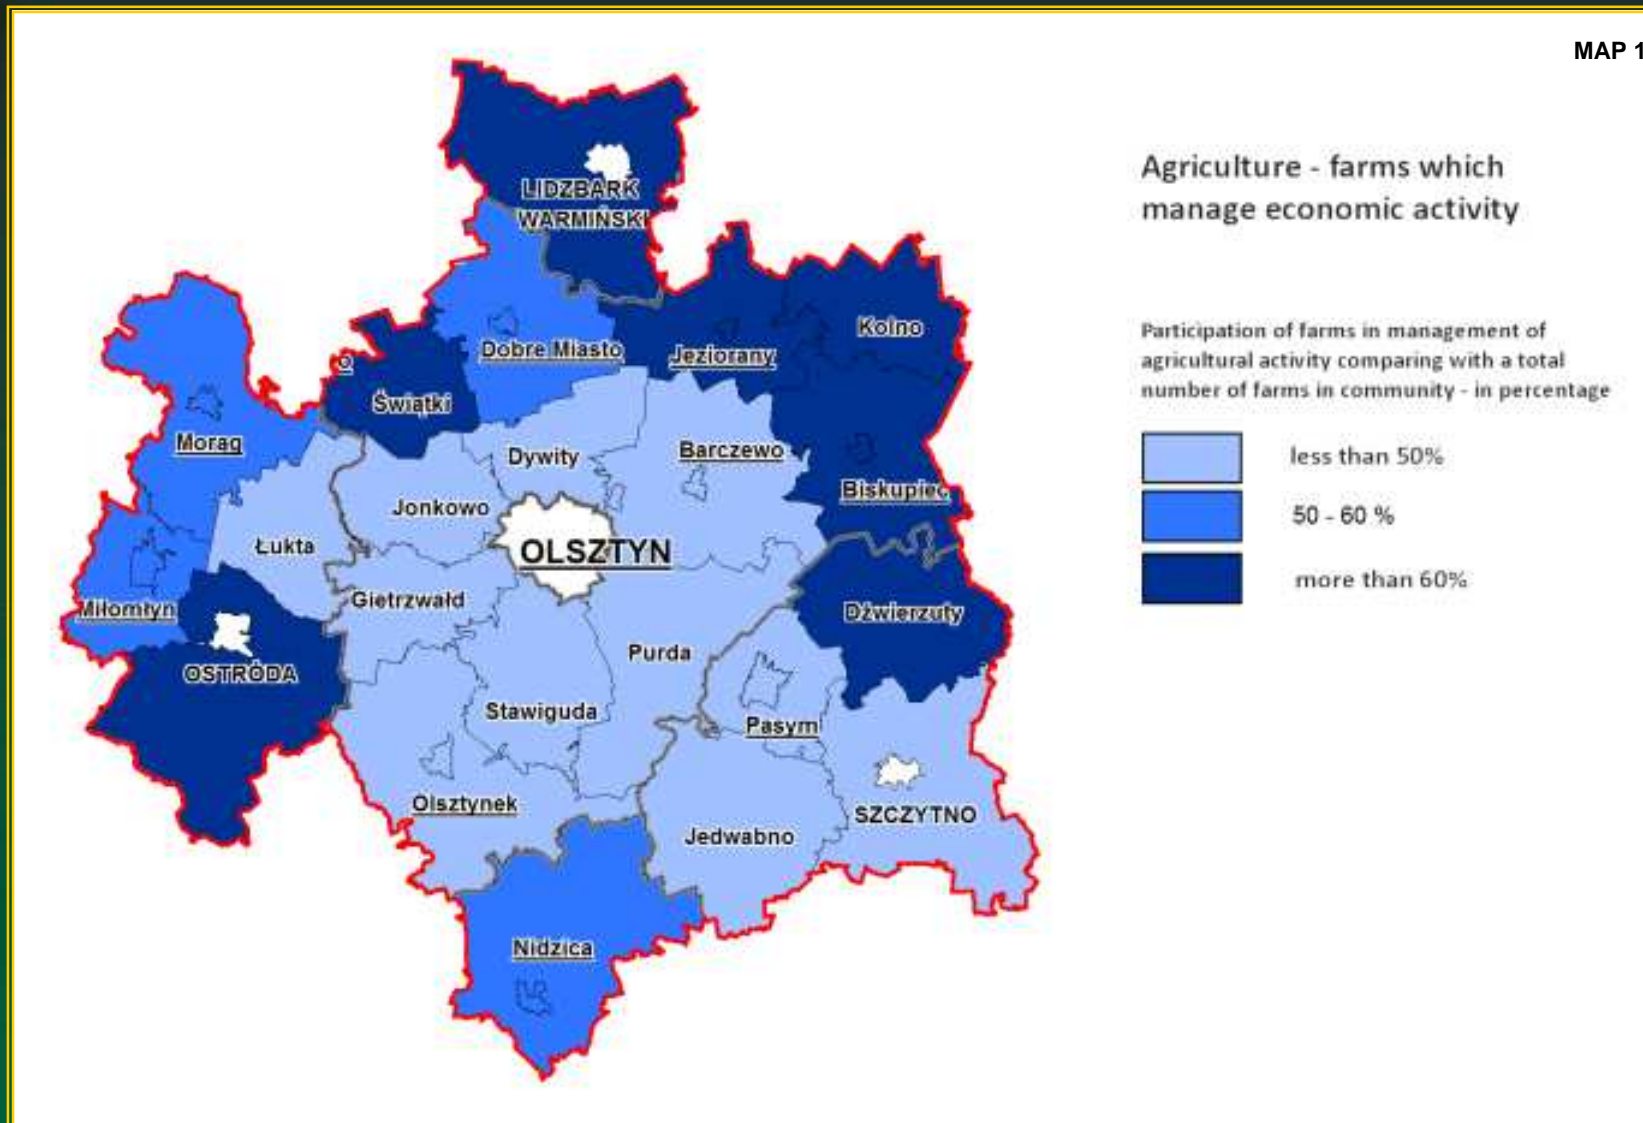 MAP 1
Agriculture - farms which
manage economic activity
Participation of farms in management of
agricultural activity comparing with a total
number of farms in community - in percentage
less than 50%
50 - 60 %
more than 60%
LIDZBARK
WARMIŃSKI
Kolno
Dobre Miasto
Jeziorany
Q
Świątki
Morąg
Dywity
Barczewo
Biskupiec
Jonkowo
Łukta
OLSZTYN
Gietrzwałd
Miłomłyn
Dźwierzuty
Purda
OSTRÓDA
Stawiguda
Pasym
Olsztynek
SZCZYTNO
Jedwabno
Nidzica